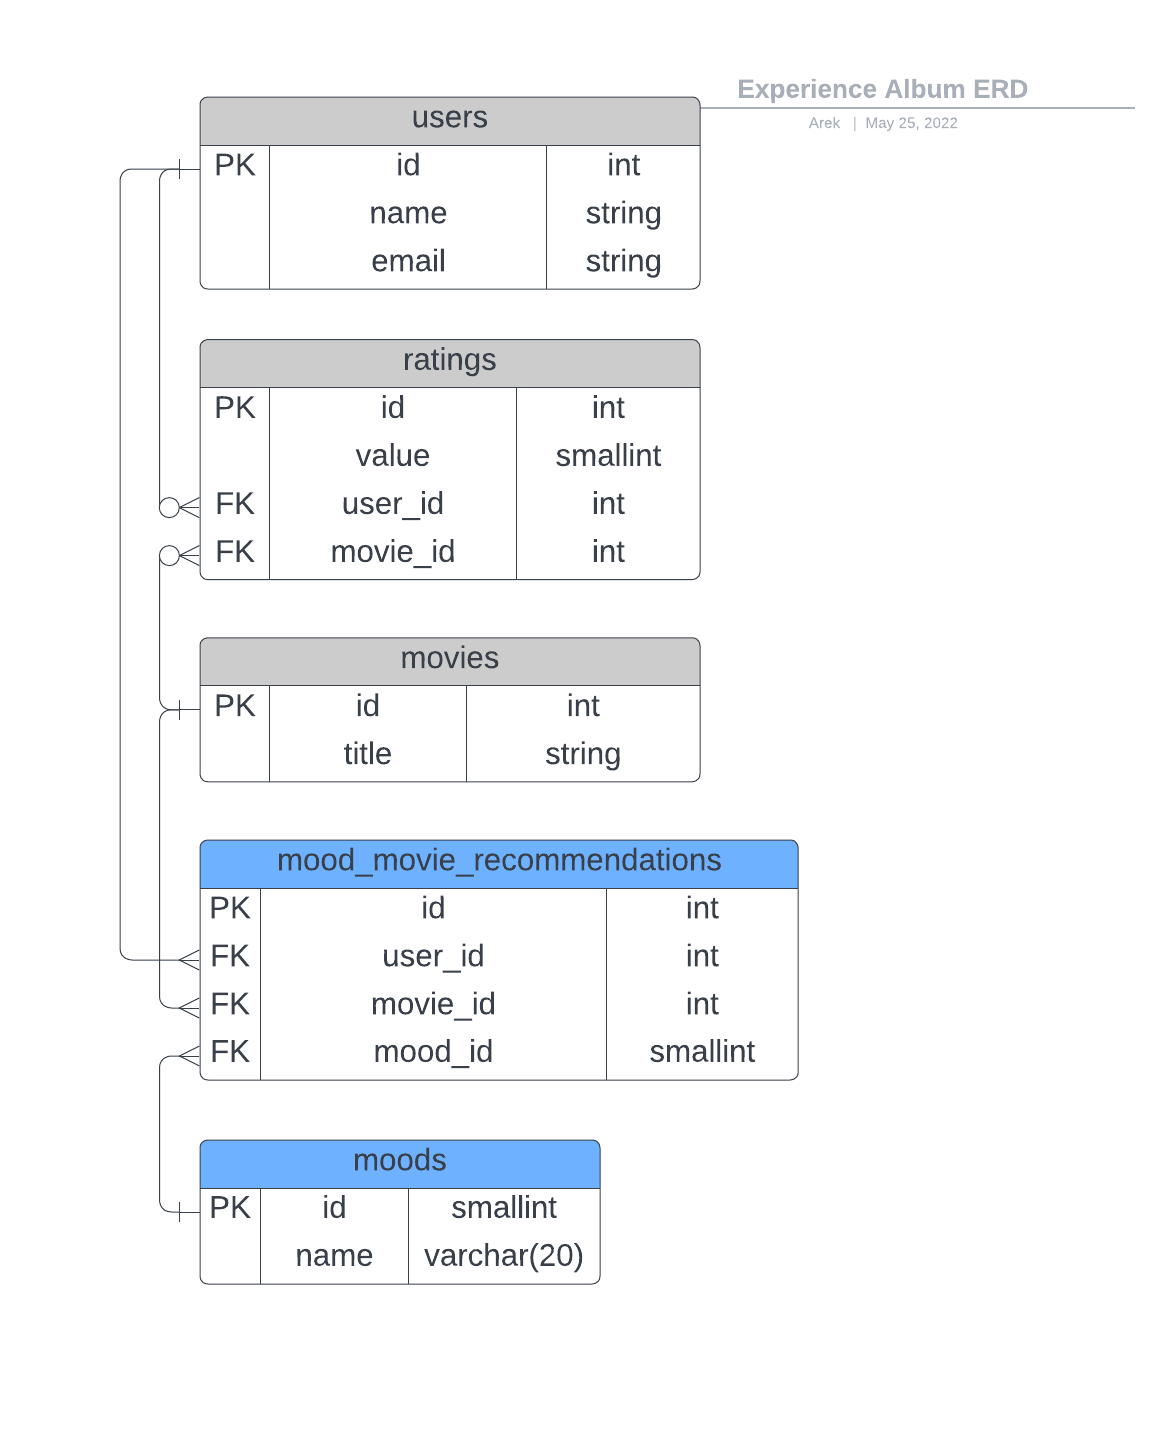 Experience Album ERD
Arek | May 25, 2022
users
PK id int
name string
email string
ratings
PK id int
value smallint
FK user_id int
FK movie_id int
movies
PK id int
title string
mood_movie_recommendations
PK id int
FK user_id int
FK movie_id int
FK mood_id smallint
moods
PK id smallint
name varchar(20)